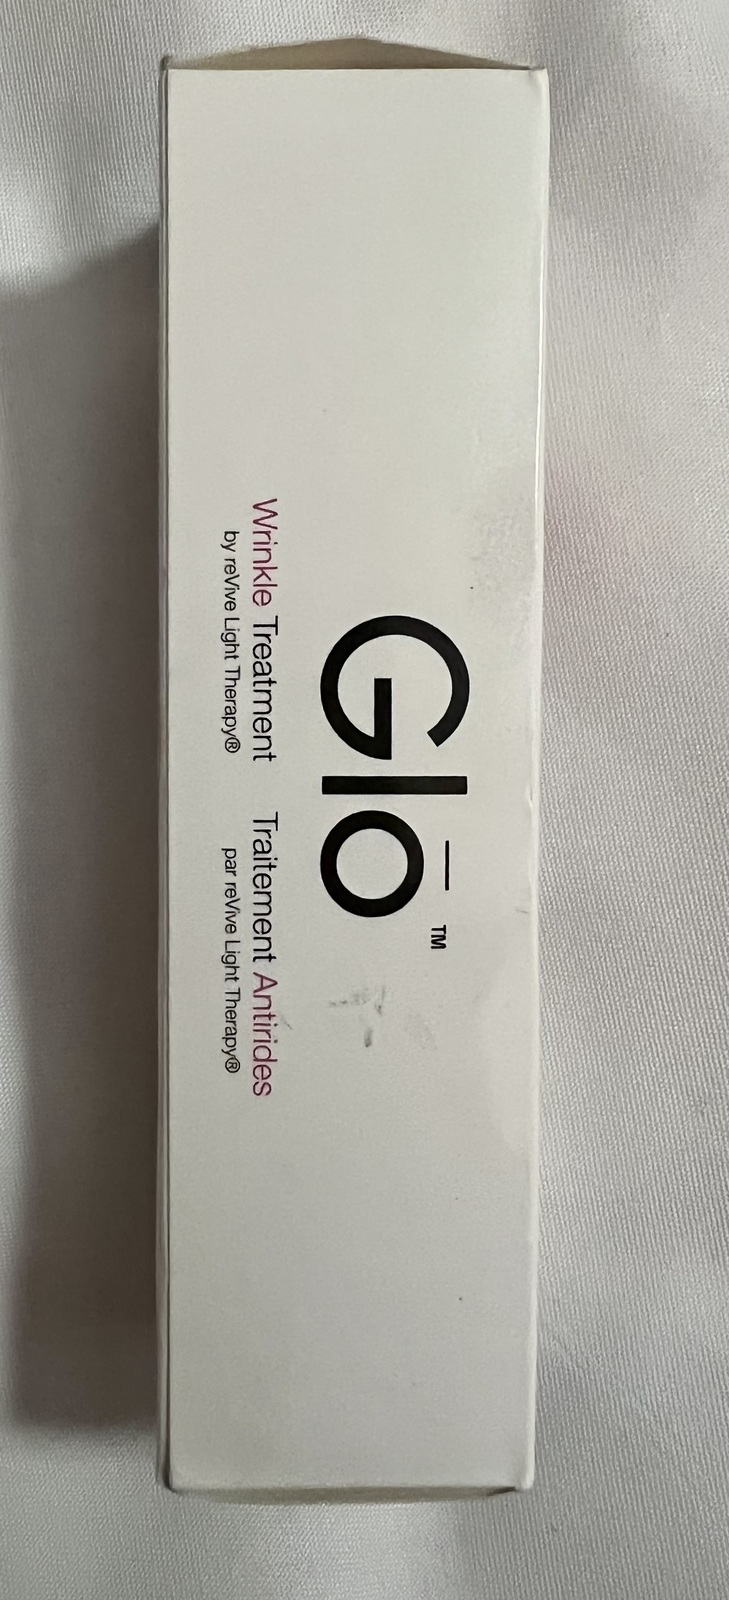 Glō™
Wrinkle Treatment Traitement Antirides
by reVive Light Therapy® par reVive Light Therapy®